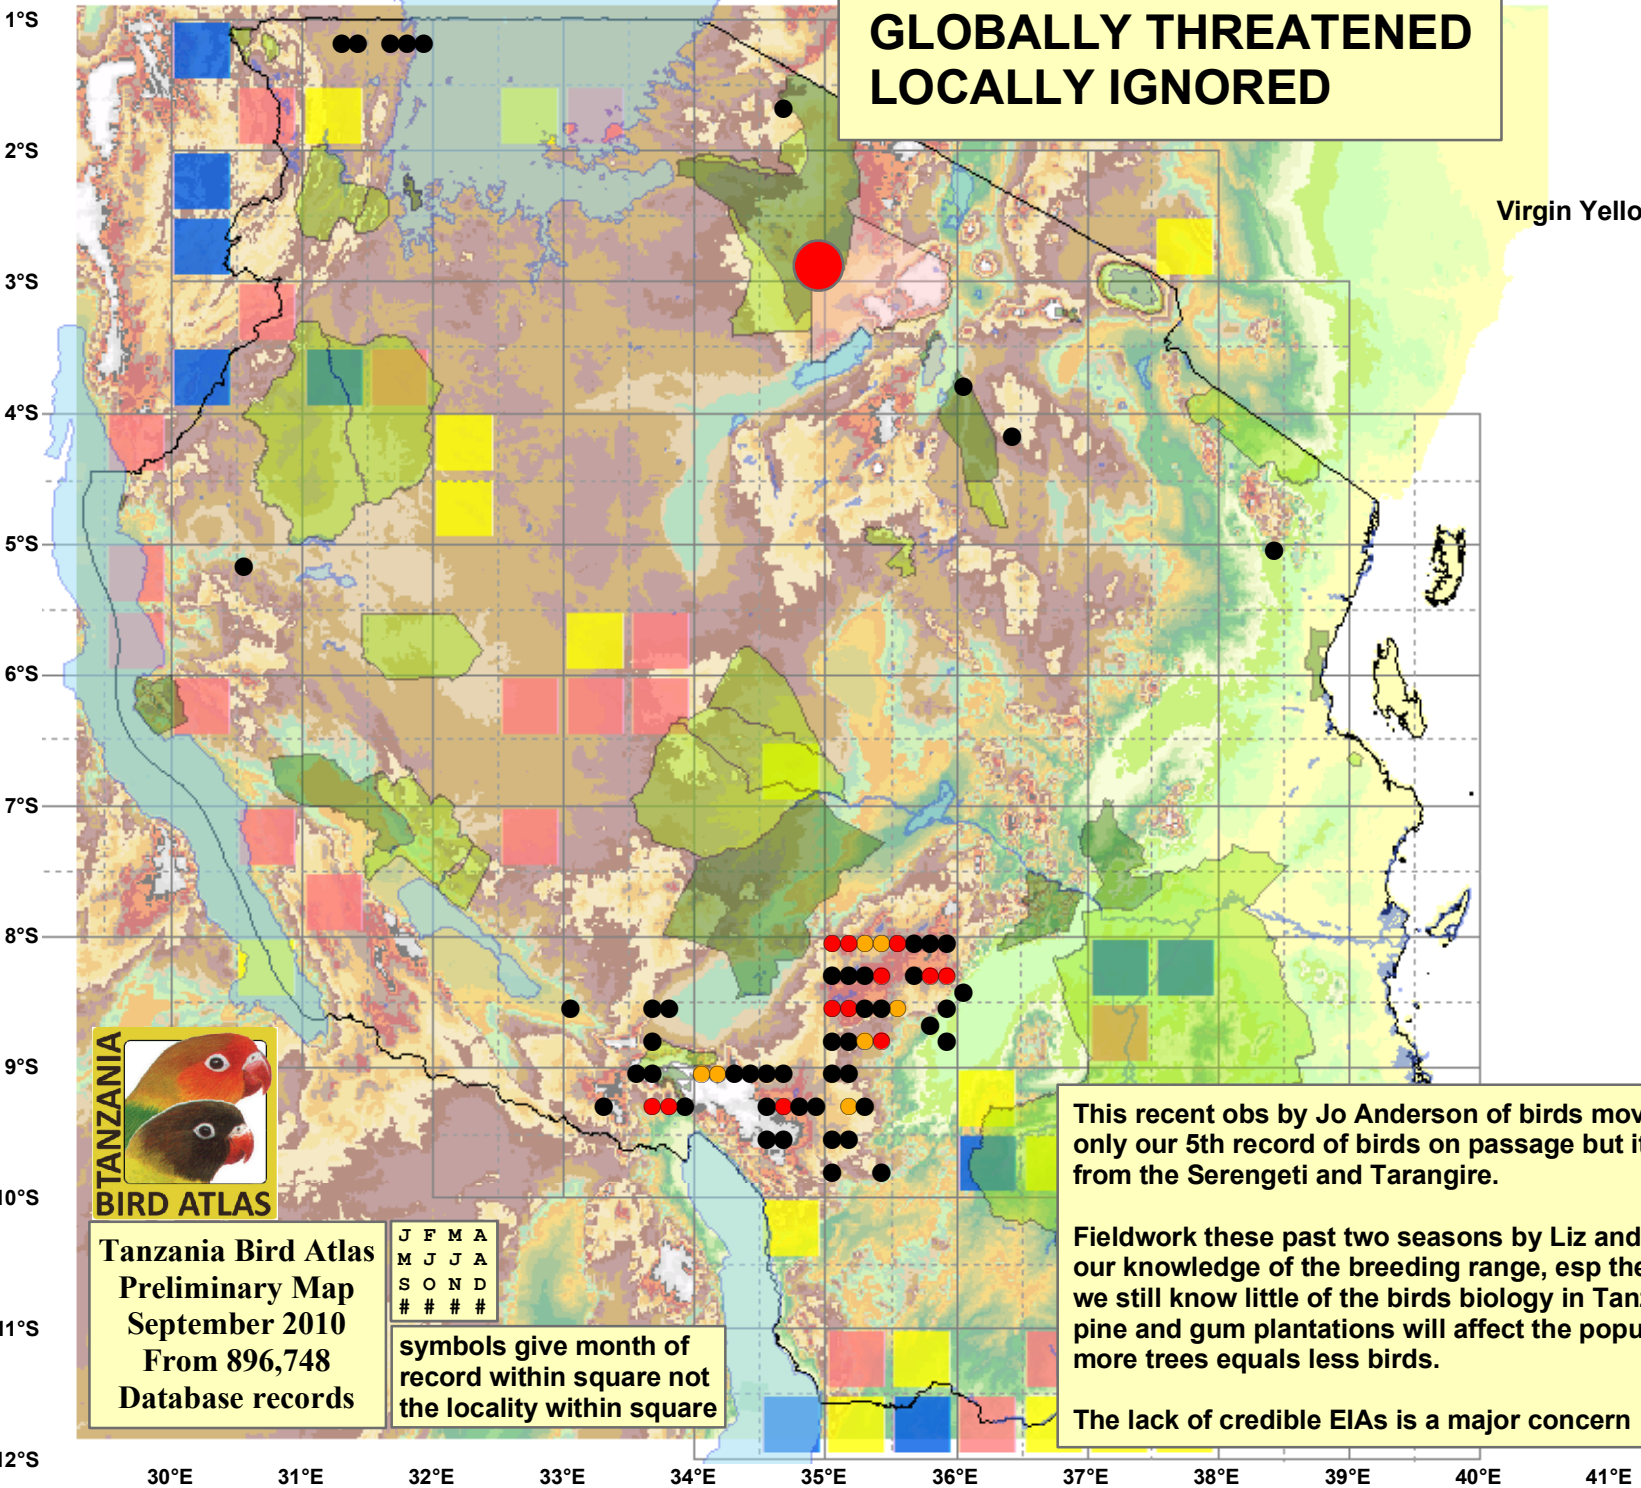 GLOBALLY THREATENED
LOCALLY IGNORED
1°S
2°S
Virgin Yello
3°S
4°S
5°S
6°S
7°S
8°S
9°S
10°S
11°S
12°S
TANZANIA
BIRD ATLAS
Tanzania Bird Atlas
Preliminary Map
September 2010
From 896,748
Database records
J F M A
M J J A
S O N D
# # # #
symbols give month of
record within square not
the locality within square
This recent obs by Jo Anderson of birds mov
only our 5th record of birds on passage but i
from the Serengeti and Tarangire.
Fieldwork these past two seasons by Liz and
our knowledge of the breeding range, esp the
we still know little of the birds biology in Tan
pine and gum plantations will affect the popu
more trees equals less birds.
The lack of credible EIAs is a major concern
30°E 31°E 32°E 33°E 34°E 35°E 36°E 37°E 38°E 39°E 40°E 41°E